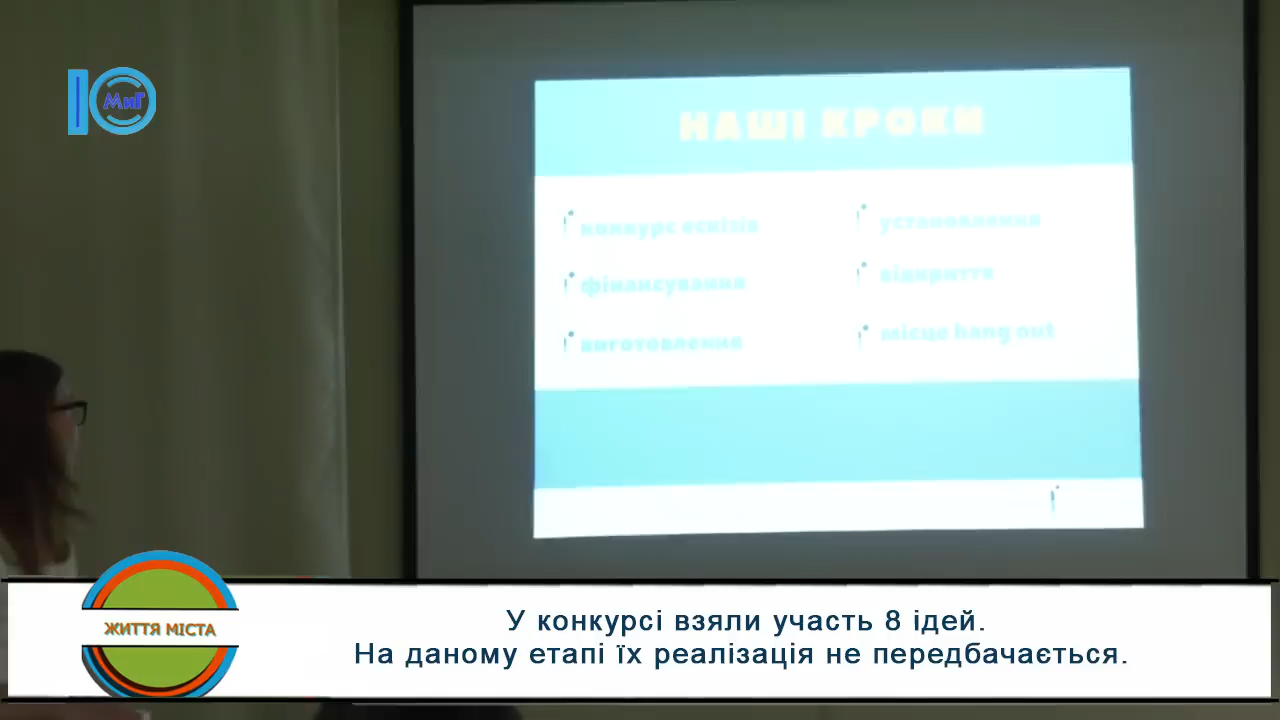 МиГ
НАШІ КРОКИ
конкурс ескізів
фінансування
виготовлення
установлення
відкриття
місце hang out
ЖИТТЯ МІСТА
У конкурсі взяли участь 8 ідей.
На даному етапі їх реалізація не передбачається.